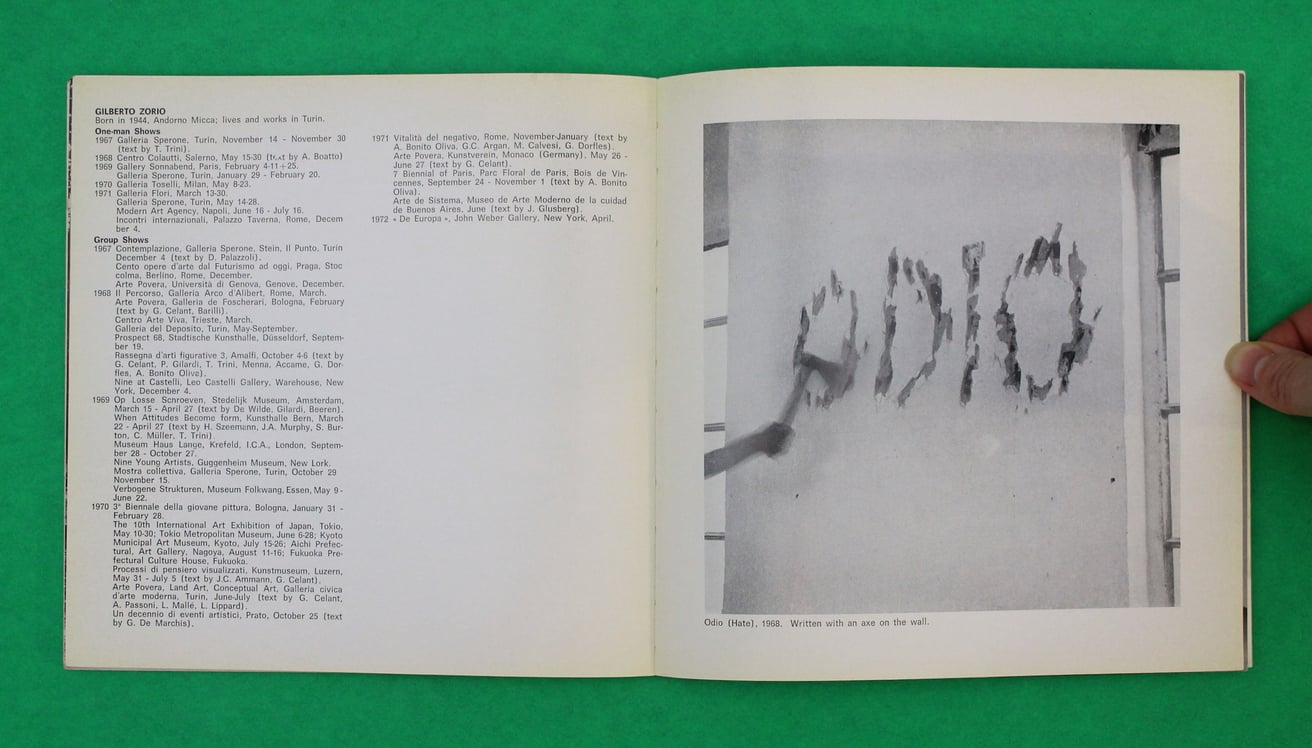 GILBERTO ZORIO
Born in 1944, Andorno Micca; lives and works in Turin.
One-man Shows
1967 Galleria Sperone, Turin, November 14 - November 30
(text by T. Trini).
1968 Centro Colautti, Salerno, May 15-30 (text by A. Boatto)
1969 Gallery Sonnabend, Paris, February 4-11÷25.
Galleria Sperone, Turin, January 29 - February 20.
1970 Galleria Toselli, Milan, May 8-23.
1971 Galleria Flori, March 13-30.
Galleria Sperone, Turin, May 14-28.
Modern Art Agency, Napoli, June 16 - July 16.
Incontri internazionali, Palazzo Taverna, Rome, Decem
ber 4.
Group Shows
1967 Contemplazione, Galleria Sperone, Stein, Il Punto, Turin
December 4 (text by D. Palazzoli).
Cento opere d'arte dal Futurismo ad oggi, Praga, Stoc
colma, Berlino, Rome, December.
Arte Povera, Università di Genova, Genove, December.
1968 Il Percorso, Galleria Arco d'Alibert, Rome, March.
Arte Povera, Galleria de Foscherari, Bologna, February
(text by G. Celant, Barilli).
Centro Arte Viva, Trieste, March.
Galleria del Deposito, Turin, May-September.
Prospect 68, Stadtische Kunsthalle, Düsseldorf, Septem-
ber 19.
Rassegna d'arti figurative 3, Amalfi, October 4-6 (text by
G. Celant, P. Gilardi, T. Trini, Menna, Accame, G. Dor-
fles, A. Bonito Olive).
Nine at Castelli, Leo Castelli Gallery, Warehouse, New
York, December 4.
1969 Op Losse Schroeven, Stedelijk Museum, Amsterdam,
March 15 - April 27 (text by De Wilde, Gilardi, Beeren).
When Attitudes Become form, Kunsthalle Bern, March
22 - April 27 (text by H. Szeemann, J.A. Murphy, S. Bur-
ton, C. Müller, T. Trini).
Museum Haus Lange, Krefeld, I.C.A., London, Septem-
ber 28 - October 27.
Nine Young Artists, Guggenheim Museum, New Lork.
Mostra collettiva, Galleria Sperone, Turin, October 29
November 15.
Verbogene Strukturen, Museum Folkwang, Essen, May 9 -
June 22.
1970 3° Biennale della giovane pittura, Bologna, January 31 -
February 28.
The 10th International Art Exhibition of Japan, Tokio,
May 10-30; Tokio Metropolitan Museum, June 6-28; Kyoto
Municipal Art Museum, Kyoto, July 15-26; Aichi Prefec-
tural, Art Gallery, Nagoya, August 11-16; Fukuoka Pre-
fectural Culture House, Fukuoka.
Processi di pensiero visualizzati, Kunstmuseum, Luzern,
May 31 - July 5 (text by J.C. Ammann, G. Celant).
Arte Povera, Land Art, Conceptual Art, Galleria civica
d'arte moderna, Turin, June-July (text by G. Celant,
A. Passoni, L. Mallé, L. Lippard).
Un decennio di eventi artistici, Prato, October 25 (text
by G. De Marchis).
1971 Vitalità del negativo, Rome, November-January (text by
A. Bonito Oliva, G.C. Argan, M. Calvesi, G. Dorfles).
Arte Povera, Kunstverein, Monaco (Germany). May 26 -
June 27 (text by G. Celant).
7 Biennial of Paris, Parc Floral de Paris, Bois de Vin-
cennes, September 24 - November 1 (text by A. Bonito
Oliva).
Arte de Sistema, Museo de Arte Moderno de la cuidad
de Buenos Aires, June (text by J. Glusberg).
1972 « De Europa », John Weber Gallery, New York, April.
ODIO
Odio (Hate), 1968. Written with an axe on the wall.